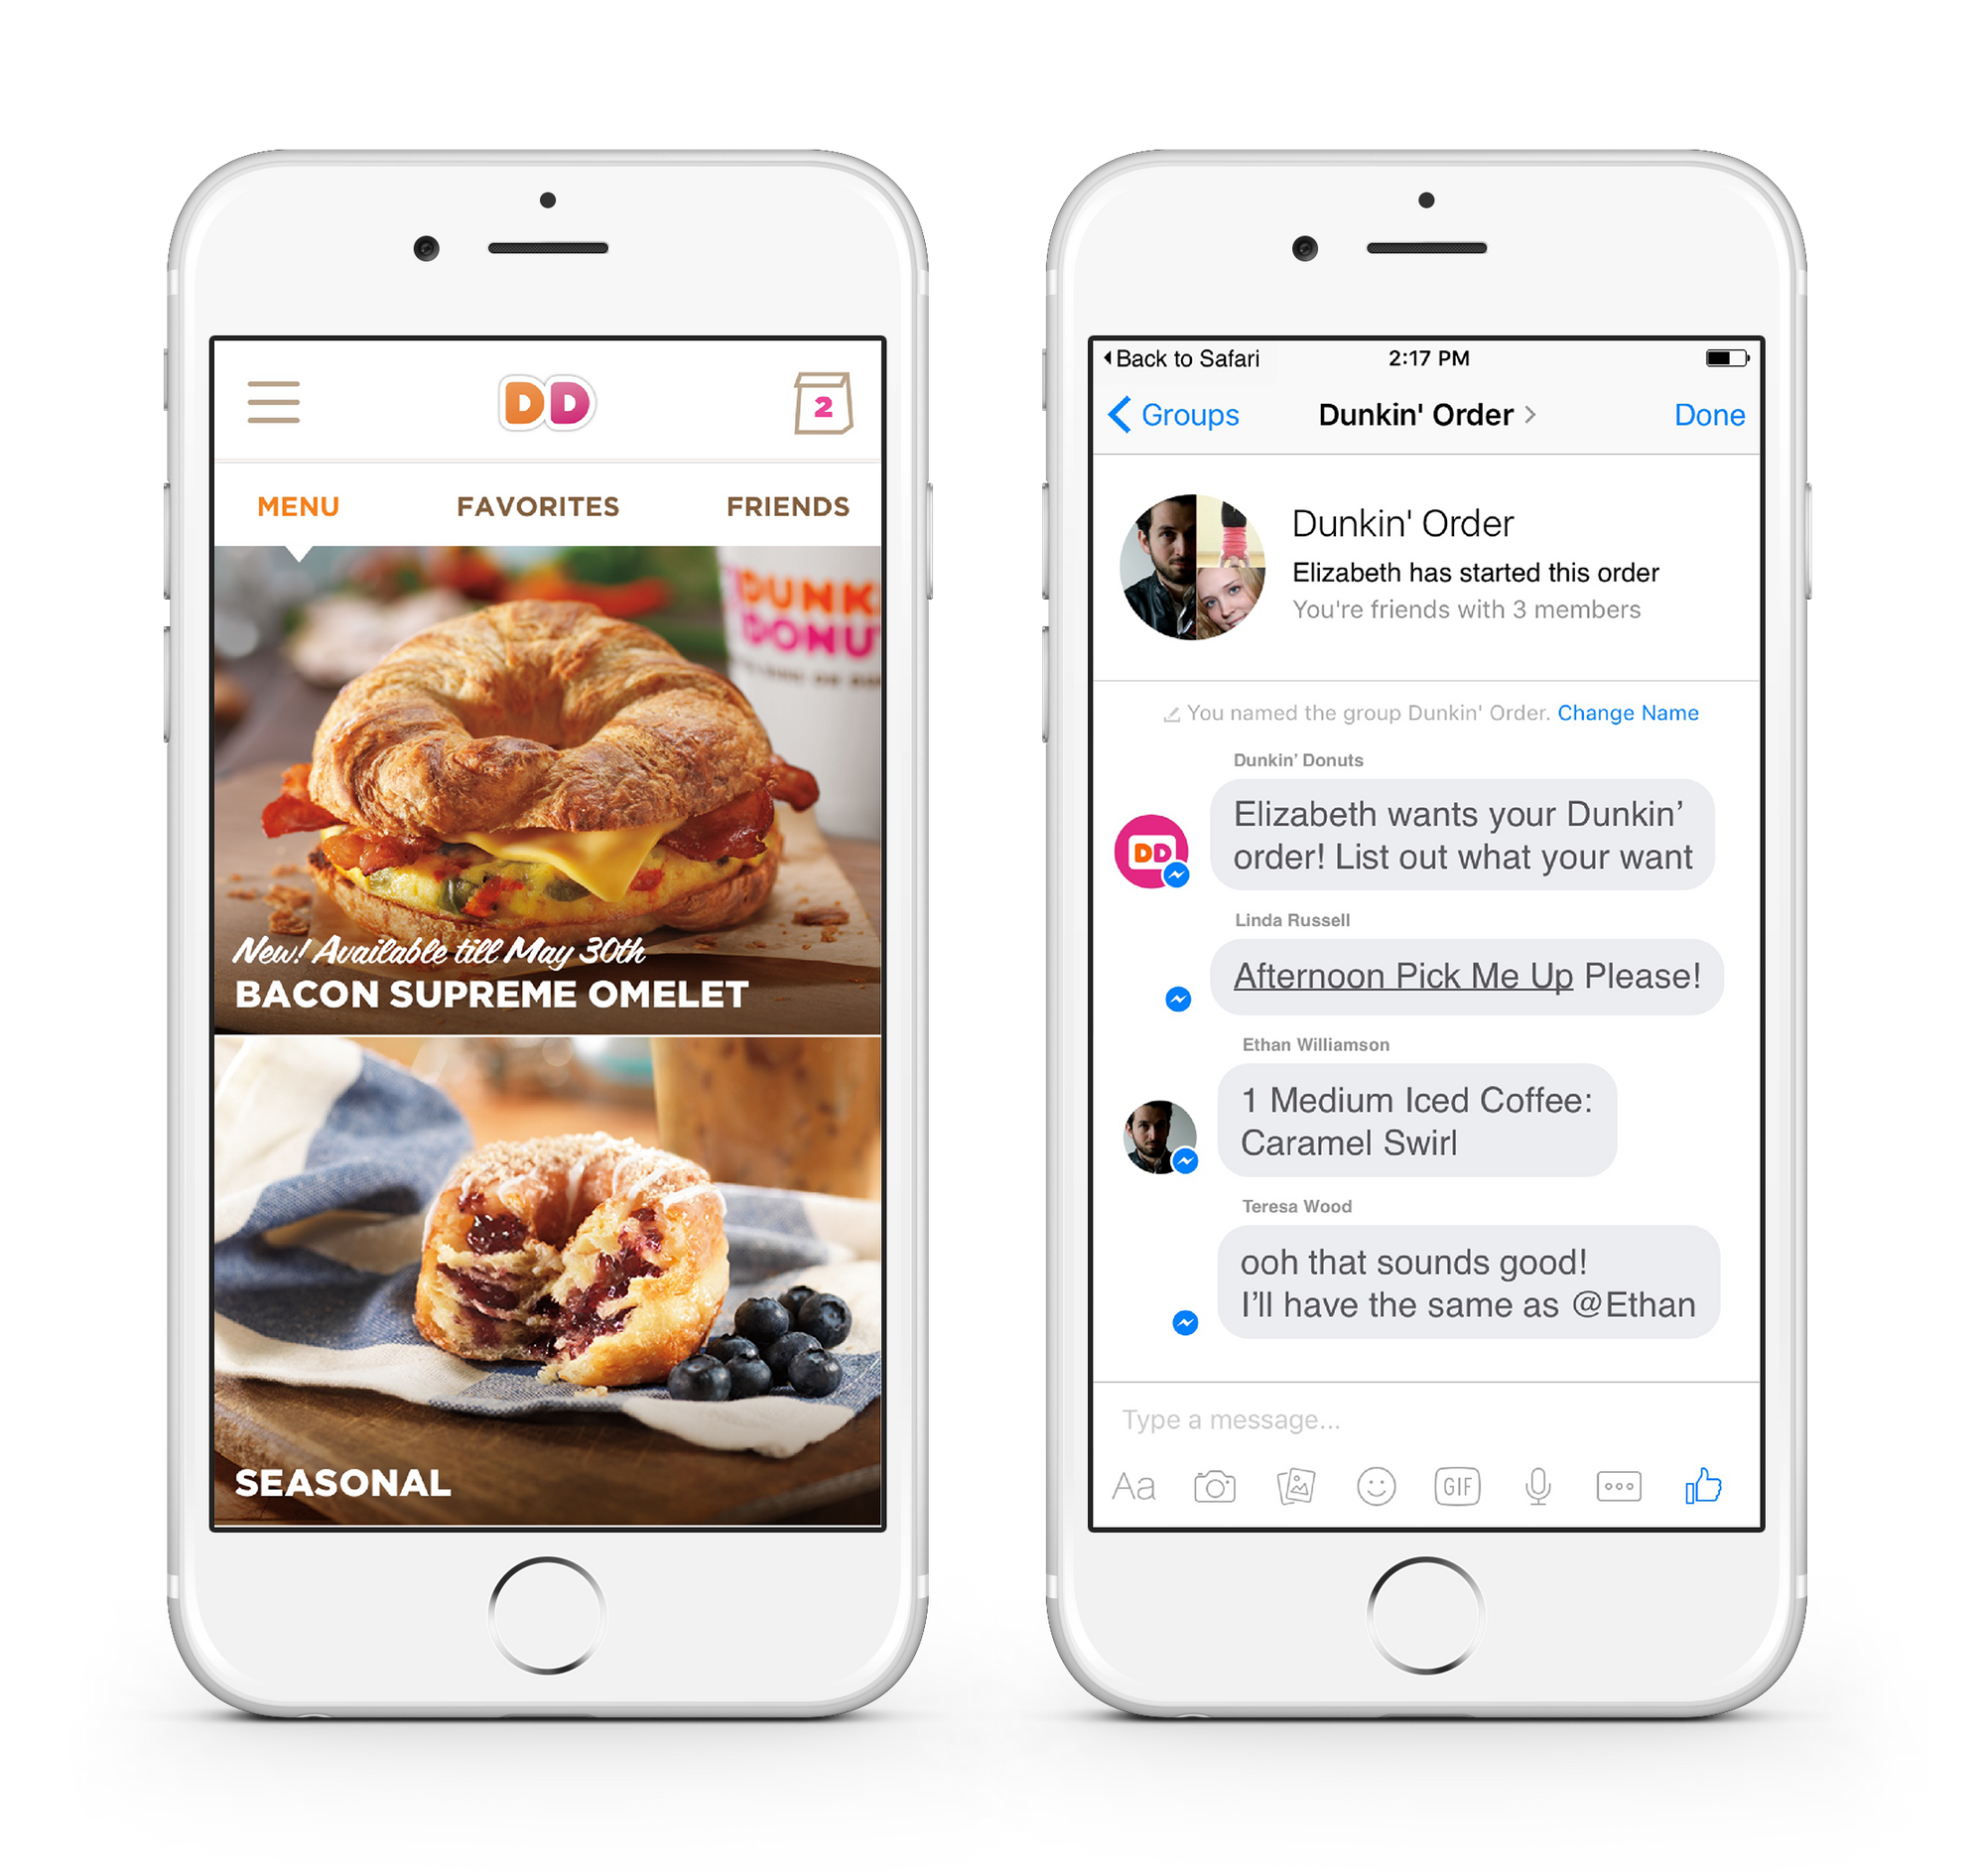 DD
2
MENU
FAVORITES
FRIENDS
DUNK
DONU
New! Available till May 30th
BACON SUPREME OMELET
SEASONAL
Back to Safari
2:17 PM
Groups
Dunkin' Order
Done
Dunkin' Order
Elizabeth has started this order
You're friends with 3 members
You named the group Dunkin' Order. Change Name
Dunkin' Donuts
DD
Elizabeth wants your Dunkin'
order! List out what your want
Linda Russell
Afternoon Pick Me Up Please!
Ethan Williamson
1 Medium Iced Coffee:
Caramel Swirl
Teresa Wood
ooh that sounds good!
I'll have the same as @Ethan
Type a message...
Aa
GIF